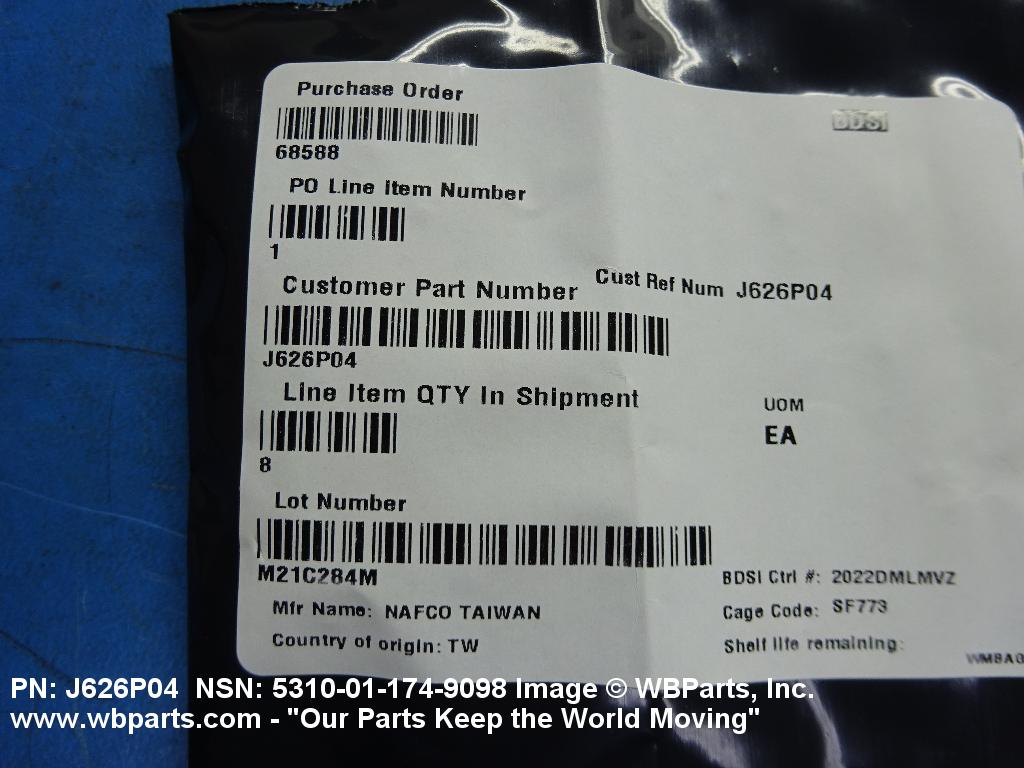 Purchase Order
BDSI
68588
PO Line Item Number
1
Customer Part Number Cust Ref Num J626P04
J626P04
Line Item QTY In Shipment
UOM
EA
8
Lot Number
M21C284M
BDSI Ctrl #: 2022DMLMVZ
Mfr Name: NAFCO TAIWAN
Cage Code: SF773
Country of origin: TW
Shelf life remaining:
WMBA0
PN: J626P04 NSN: 5310-01-174-9098 Image © WBParts, Inc.
www.wbparts.com - "Our Parts Keep the World Moving"